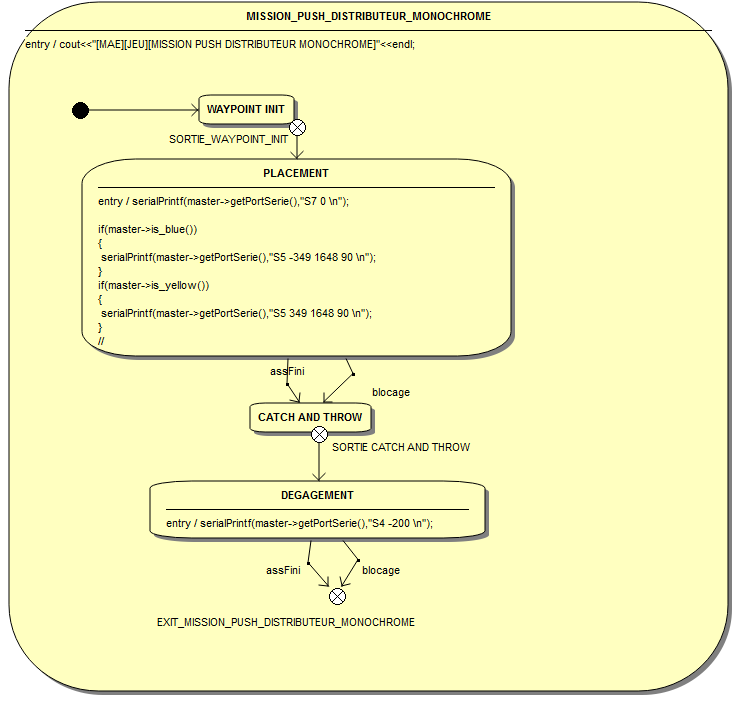 MISSION_PUSH_DISTRIBUTEUR_MONOCHROME
entry / cout<<"[MAE][JEU][MISSION PUSH DISTRIBUTEUR MONOCHROME]"<<endl;
WAYPOINT INIT
SORTIE_WAYPOINT_INIT
PLACEMENT
entry / serialPrintf(master->getPortSerie(),"S7 0 \n");
if(master->is_blue())
{
serialPrintf(master->getPortSerie(),"S5 -349 1648 90 \n");
}
if(master->is_yellow())
{
serialPrintf(master->getPortSerie(),"S5 349 1648 90 \n");
}
//
assFini
blocage
CATCH AND THROW
SORTIE CATCH AND THROW
DEGAGEMENT
entry / serialPrintf(master->getPortSerie(),"S4 -200 \n");
assFini
blocage
EXIT_MISSION_PUSH_DISTRIBUTEUR_MONOCHROME